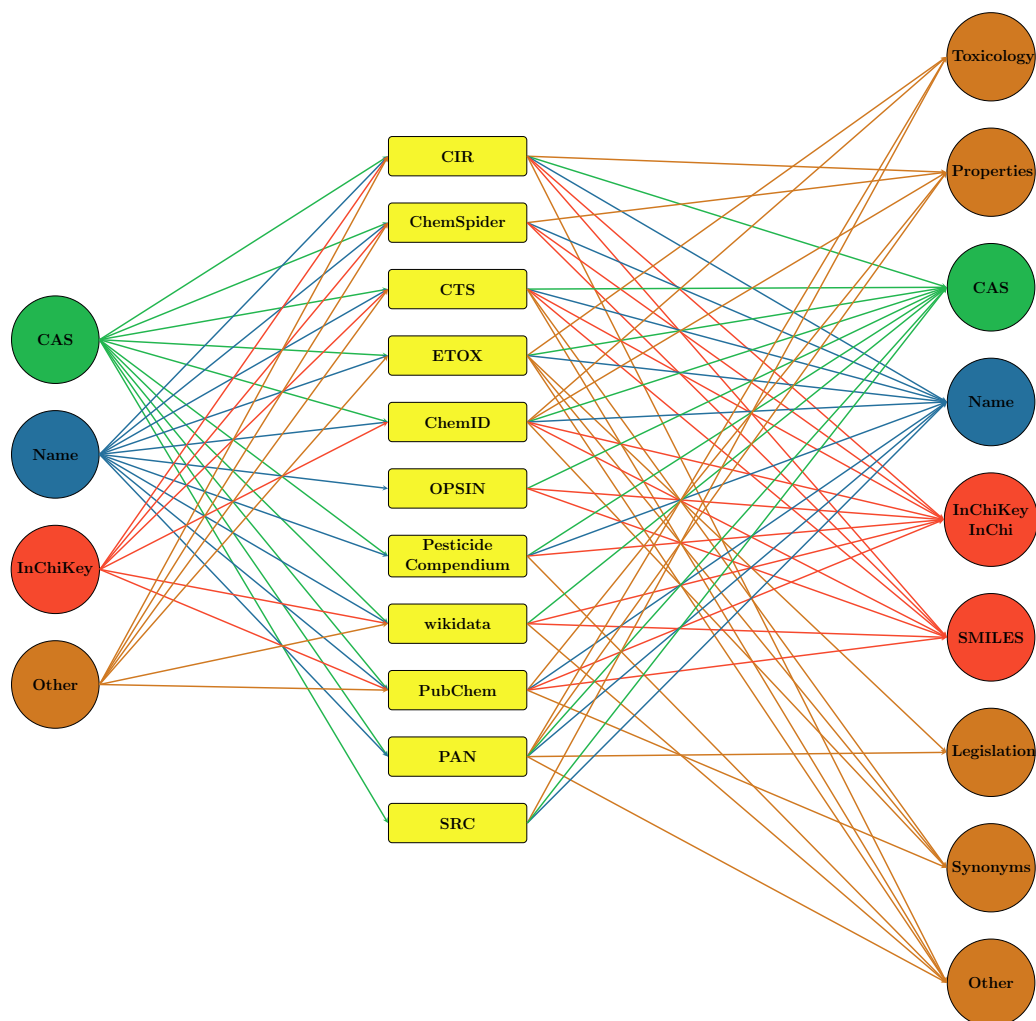 CAS
Name
InChiKey
Other
CIR
ChemSpider
CTS
ETOX
ChemID
OPSIN
Pesticide
Compendium
wikidata
PubChem
PAN
SRC
Toxicology
Properties
CAS
Name
InChiKey
InChi
SMILES
Legislation
Synonyms
Other